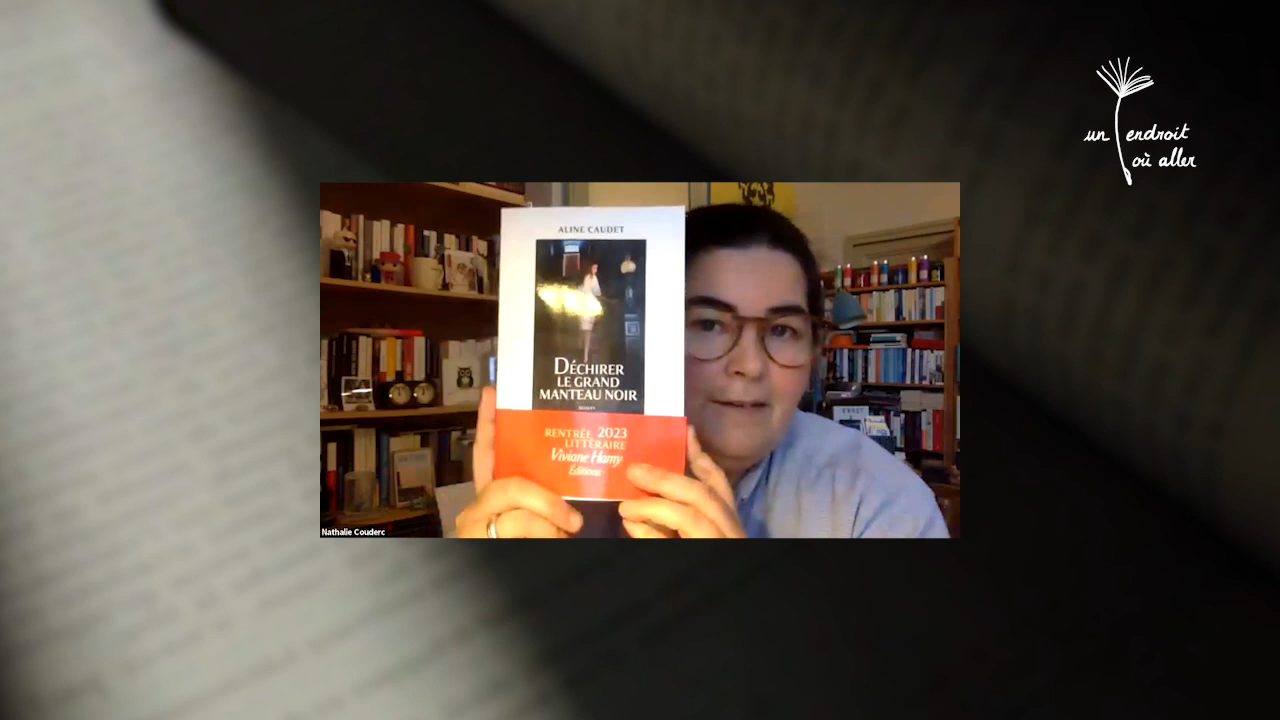 un endroit
où aller
ALINE CAUDET
DÉCHIRER
LE GRAND
MANTEAU NOIR
RENTRÉE 2023
LITTÉRAIRE
Viviane Hamy
Éditions
Nathalie Couderc